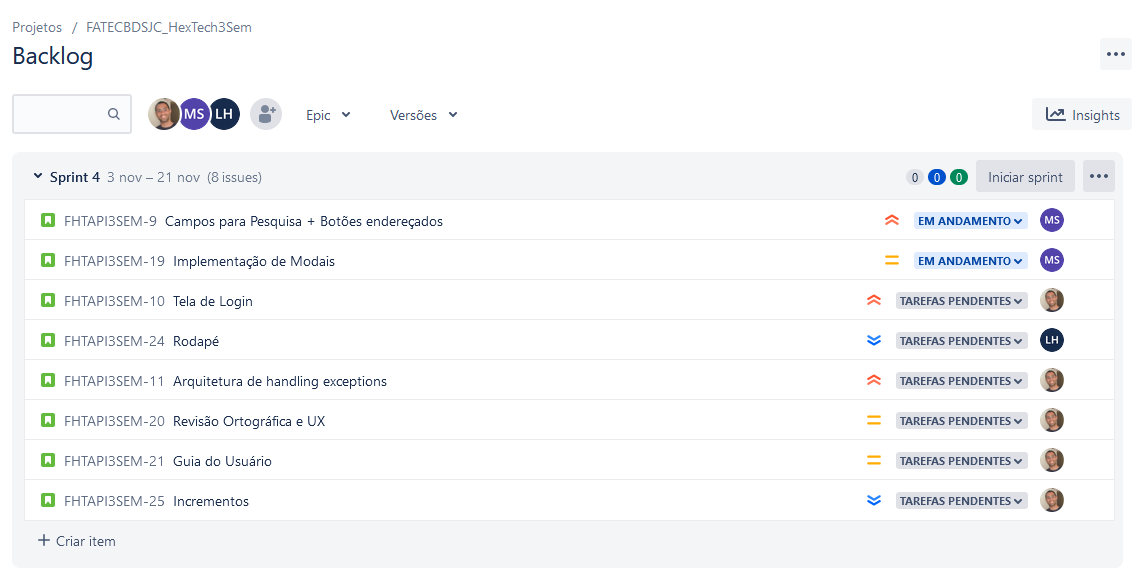 Projetos / FATECBDSJC_HexTech3Sem
Backlog
MS LH Epic Versões Insights
Sprint 4 3 nov – 21 nov (8 issues) 0 0 0 Iniciar sprint
FHTAPI3SEM-9 Campos para Pesquisa + Botões endereçados EM ANDAMENTO MS
FHTAPI3SEM-19 Implementação de Modais EM ANDAMENTO MS
FHTAPI3SEM-10 Tela de Login TAREFAS PENDENTES
FHTAPI3SEM-24 Rodapé TAREFAS PENDENTES LH
FHTAPI3SEM-11 Arquitetura de handling exceptions TAREFAS PENDENTES
FHTAPI3SEM-20 Revisão Ortográfica e UX TAREFAS PENDENTES
FHTAPI3SEM-21 Guia do Usuário TAREFAS PENDENTES
FHTAPI3SEM-25 Incrementos TAREFAS PENDENTES
+ Criar item